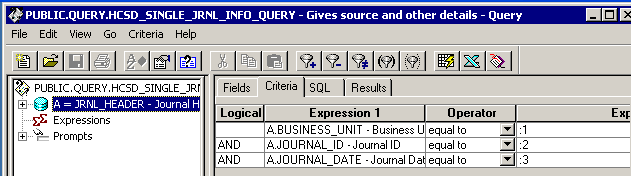 PUBLIC.QUERY.HCSD_SINGLE_JRNL_INFO_QUERY - Gives source and other details - Query
File Edit View Go Criteria Help
PUBLIC.QUERY.HCSD_SINGLE_JRN
A = JRNL_HEADER - Journal H
Expressions
Prompts
Fields Criteria SQL Results
Logical Expression 1 Operator Exp
A.BUSINESS_UNIT - Business U equal to :1
AND A.JOURNAL_ID - Journal ID equal to :2
AND A.JOURNAL_DATE - Journal Dat equal to :3